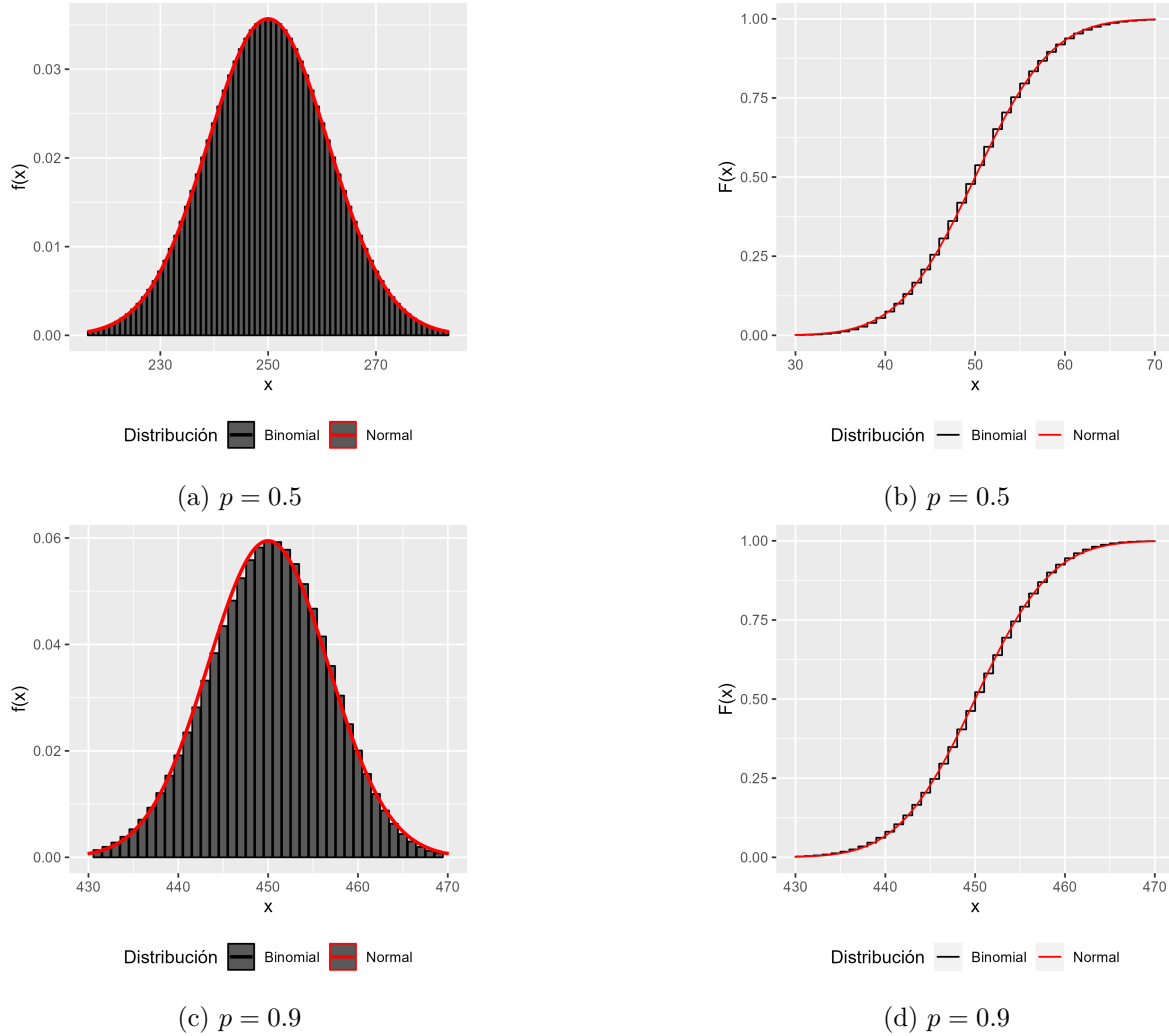 f(x)
0.03
0.02
0.01
0.00
230 250 270
x
Distribución Binomial Normal
(a) p = 0.5
F(x)
1.00
0.75
0.50
0.25
0.00
30 40 50 60 70
x
Distribución Binomial Normal
(b) p = 0.5
f(x)
0.06
0.04
0.02
0.00
430 440 450 460 470
x
Distribución Binomial Normal
(c) p = 0.9
F(x)
1.00
0.75
0.50
0.25
0.00
430 440 450 460 470
x
Distribución Binomial Normal
(d) p = 0.9